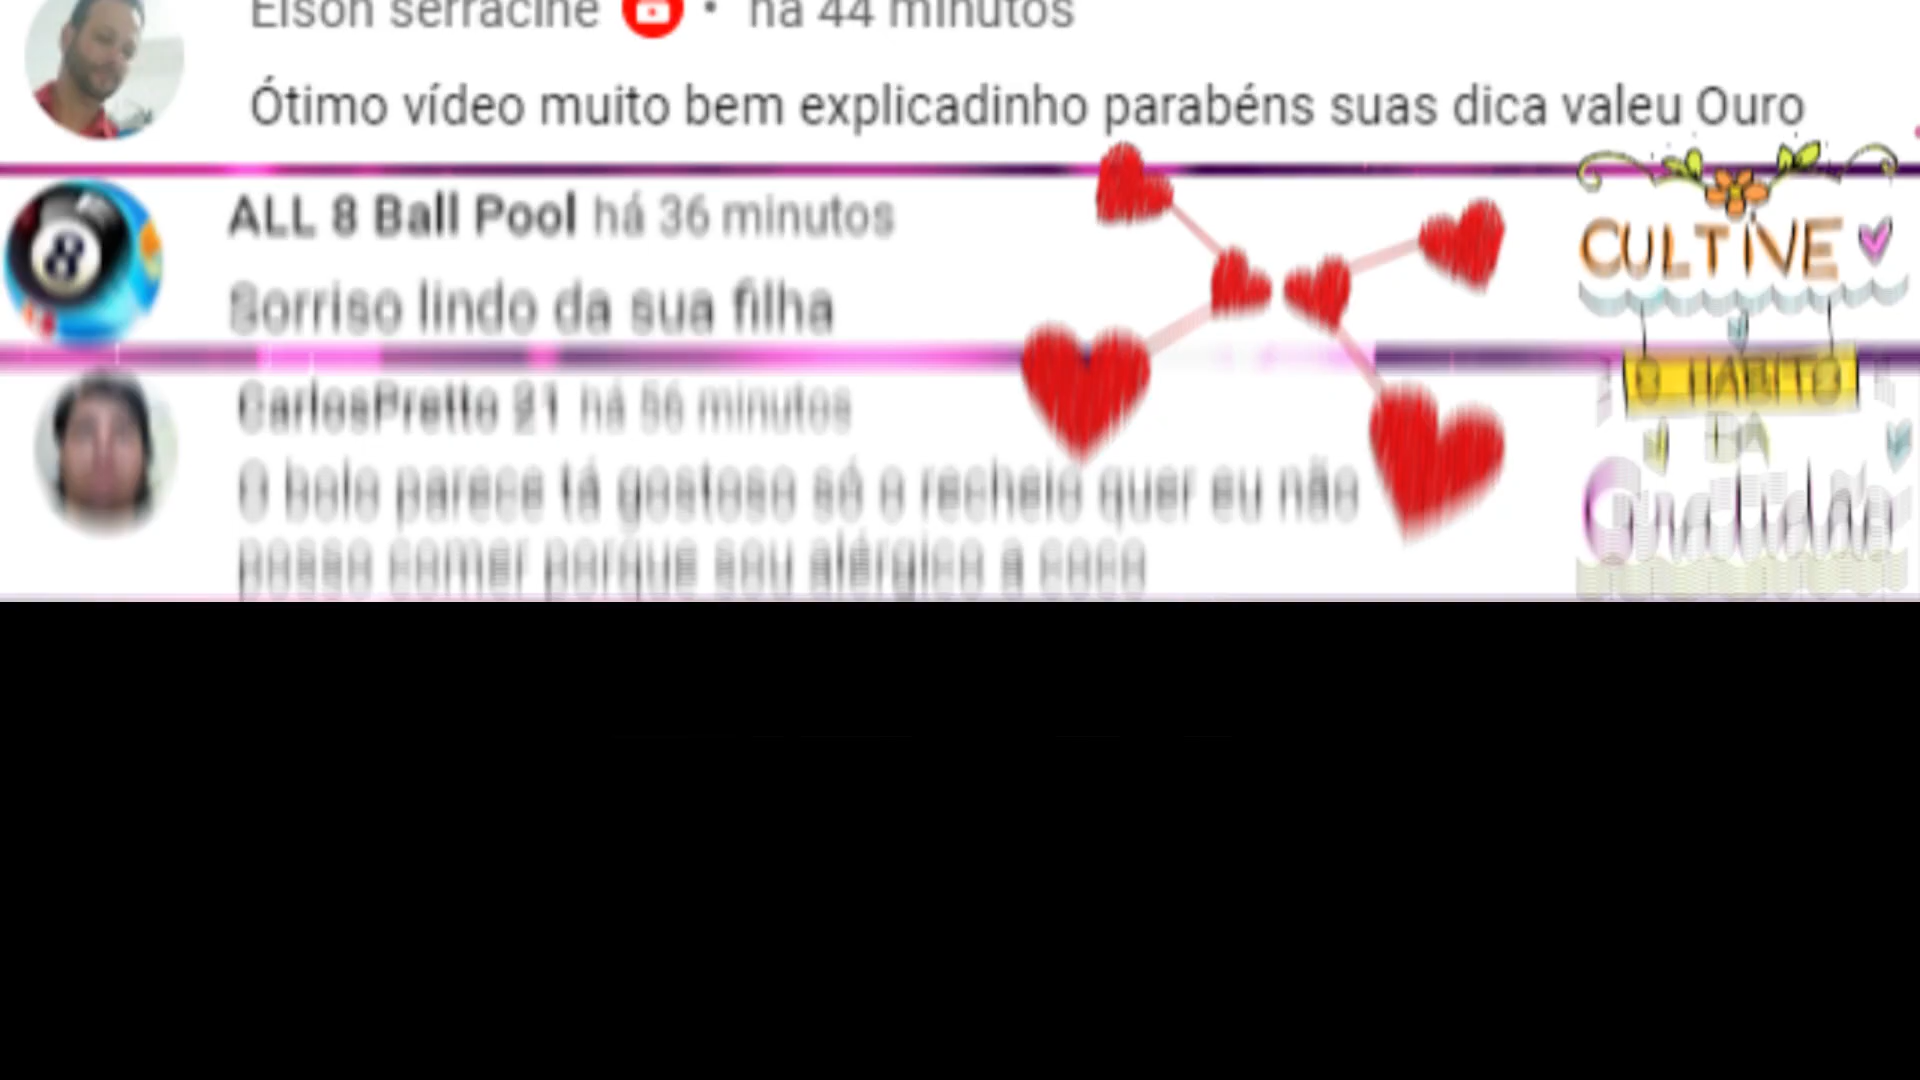 Elson serracine • há 44 minutos
Ótimo vídeo muito bem explicadinho parabéns suas dica valeu Ouro
ALL 8 Ball Pool há 36 minutos
Sorriso lindo da sua filha
CarlosPretto 21 há 56 minutos
O bolo parece tá gostoso só o recheio quer eu não
posso comer porque sou alérgico a coco
CULTIVE
O HÁBITO
DA
Gratidão
8